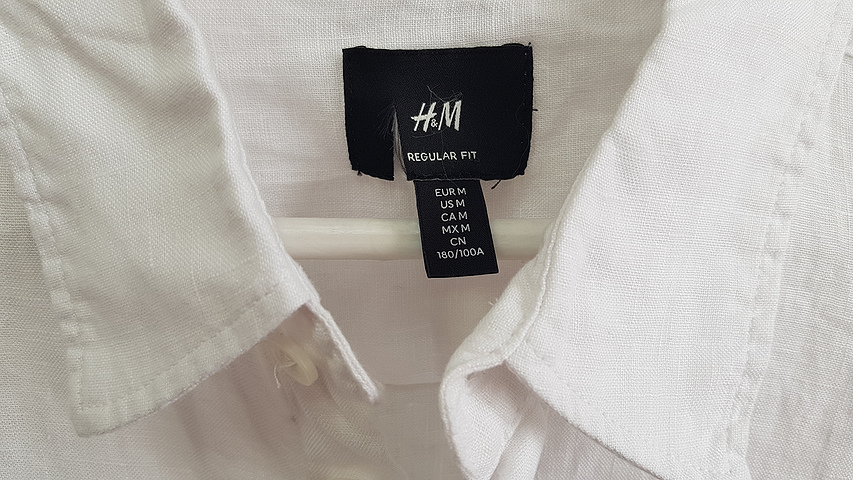 H&M
REGULAR FIT
EUR M
US M
CA M
MX M
CN
180/100A